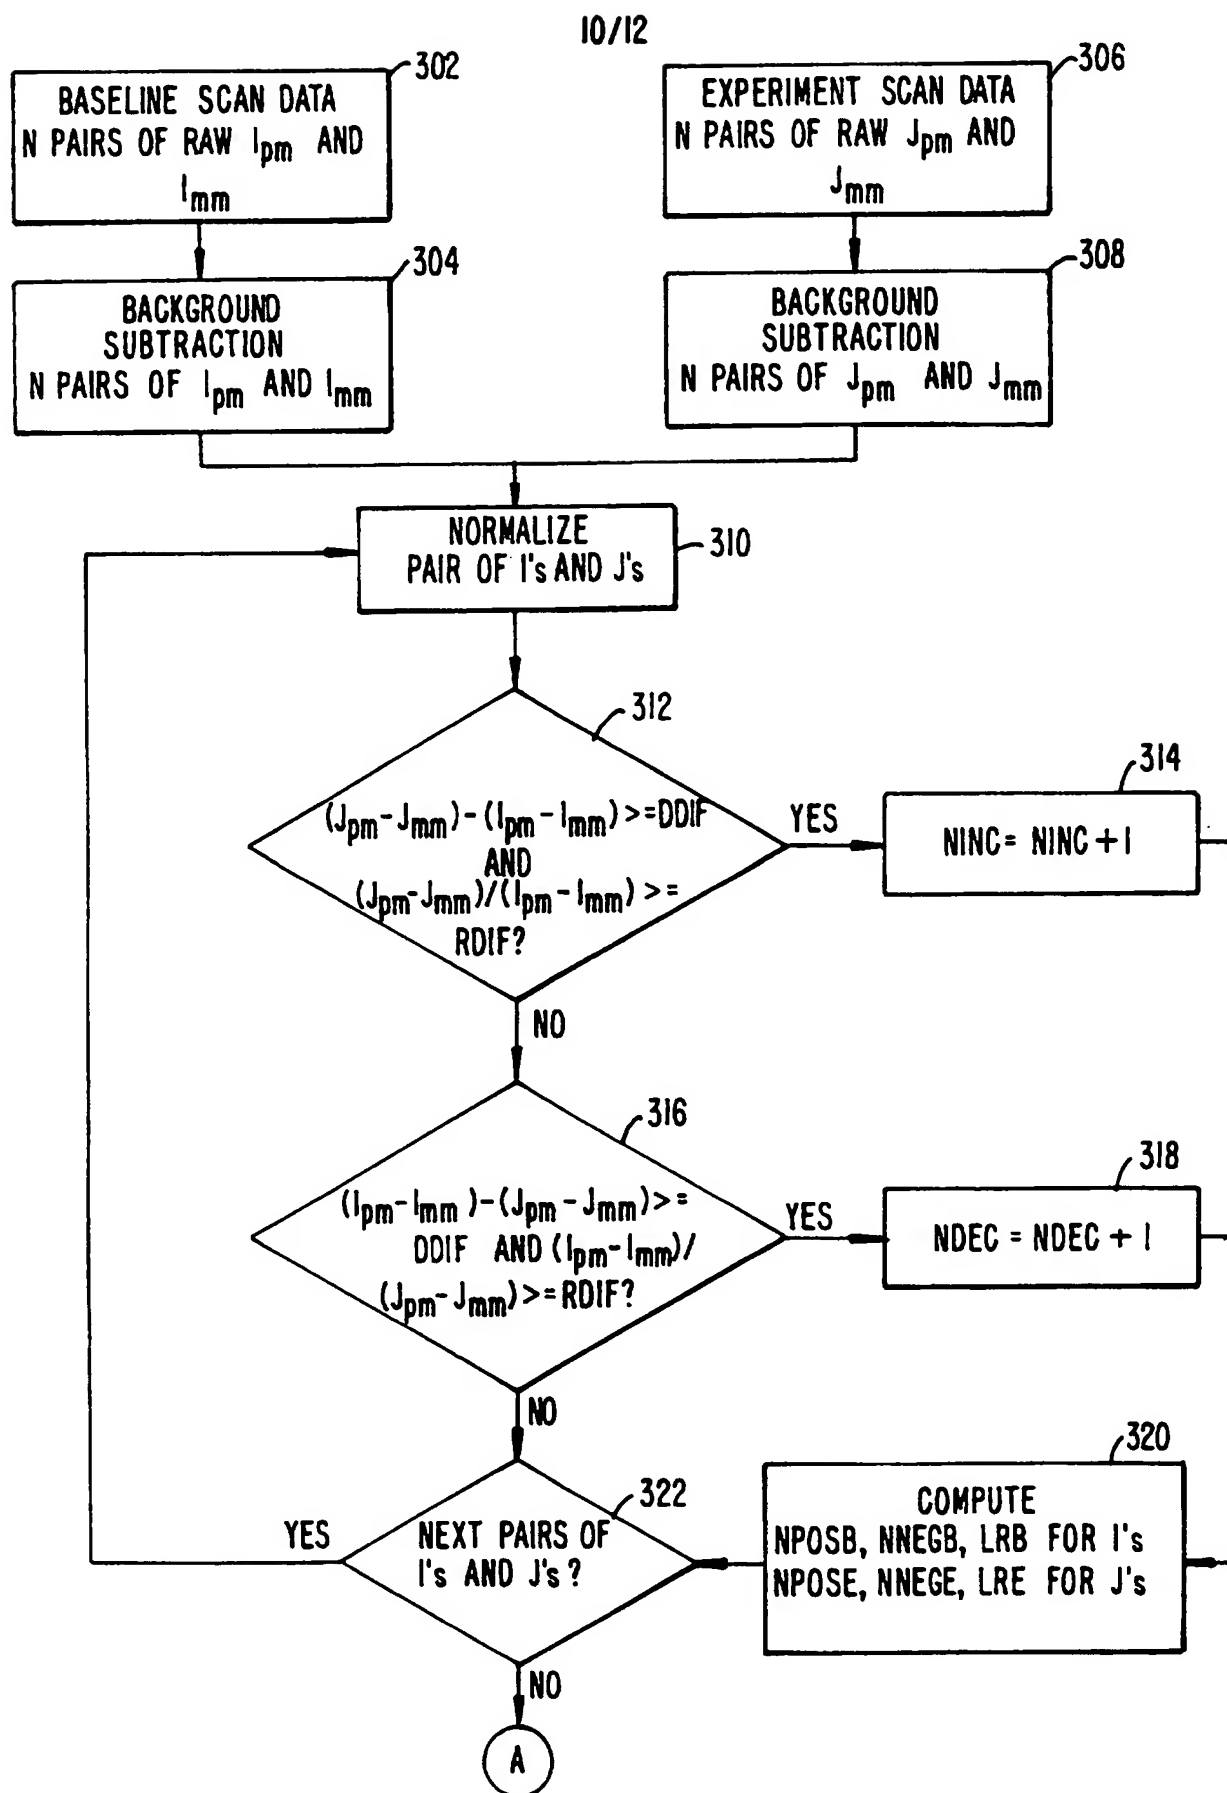 10/12
302
BASELINE SCAN DATA
N PAIRS OF RAW Ipm AND
Imm
306
EXPERIMENT SCAN DATA
N PAIRS OF RAW Jpm AND
Jmm
304
BACKGROUND
SUBTRACTION
N PAIRS OF Ipm AND Imm
308
BACKGROUND
SUBTRACTION
N PAIRS OF Jpm AND Jmm
NORMALIZE
PAIR OF I's AND J's
310
312
(Jpm-Jmm)-(Ipm-Imm)>=DDIF
AND
(Jpm-Jmm)/(Ipm-Imm)>=
RDIF?
YES
314
NINC= NINC+1
NO
316
(Ipm-Imm)-(Jpm-Jmm)>=
DDIF AND (Ipm-Imm)/
(Jpm-Jmm)>=RDIF?
YES
318
NDEC = NDEC + 1
NO
320
COMPUTE
NPOSB, NNEGB, LRB FOR I's
NPOSE, NNEGE, LRE FOR J's
322
YES
NEXT PAIRS OF
I's AND J's?
NO
A